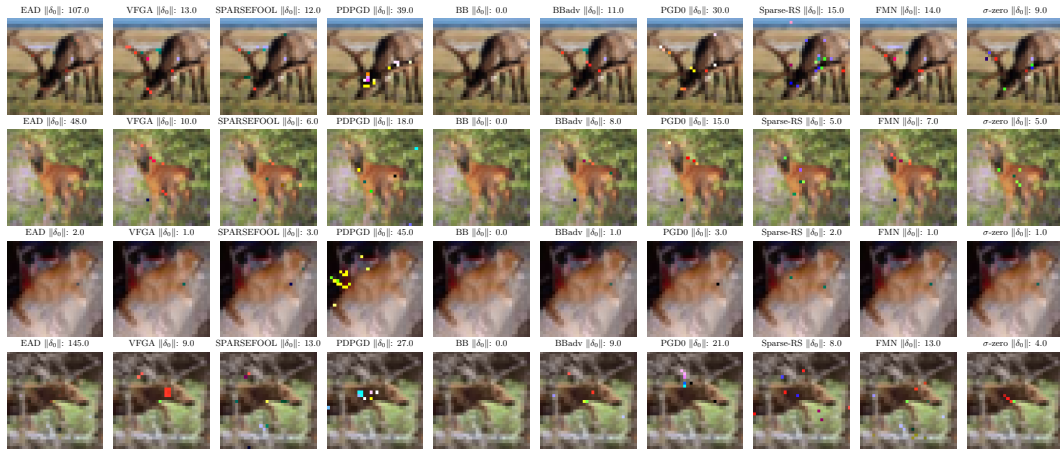 EAD ‖δ₀‖: 107.0 VFGA ‖δ₀‖: 13.0 SPARSEFOOL ‖δ₀‖: 12.0 PDPGD ‖δ₀‖: 39.0 BB ‖δ₀‖: 0.0 BBadv ‖δ₀‖: 11.0 PGD0 ‖δ₀‖: 30.0 Sparse-RS ‖δ₀‖: 15.0 FMN ‖δ₀‖: 14.0 σ-zero ‖δ₀‖: 9.0
EAD ‖δ₀‖: 48.0 VFGA ‖δ₀‖: 10.0 SPARSEFOOL ‖δ₀‖: 6.0 PDPGD ‖δ₀‖: 18.0 BB ‖δ₀‖: 0.0 BBadv ‖δ₀‖: 8.0 PGD0 ‖δ₀‖: 15.0 Sparse-RS ‖δ₀‖: 5.0 FMN ‖δ₀‖: 7.0 σ-zero ‖δ₀‖: 5.0
EAD ‖δ₀‖: 2.0 VFGA ‖δ₀‖: 1.0 SPARSEFOOL ‖δ₀‖: 3.0 PDPGD ‖δ₀‖: 45.0 BB ‖δ₀‖: 0.0 BBadv ‖δ₀‖: 1.0 PGD0 ‖δ₀‖: 3.0 Sparse-RS ‖δ₀‖: 2.0 FMN ‖δ₀‖: 1.0 σ-zero ‖δ₀‖: 1.0
EAD ‖δ₀‖: 145.0 VFGA ‖δ₀‖: 9.0 SPARSEFOOL ‖δ₀‖: 13.0 PDPGD ‖δ₀‖: 27.0 BB ‖δ₀‖: 0.0 BBadv ‖δ₀‖: 9.0 PGD0 ‖δ₀‖: 21.0 Sparse-RS ‖δ₀‖: 8.0 FMN ‖δ₀‖: 13.0 σ-zero ‖δ₀‖: 4.0